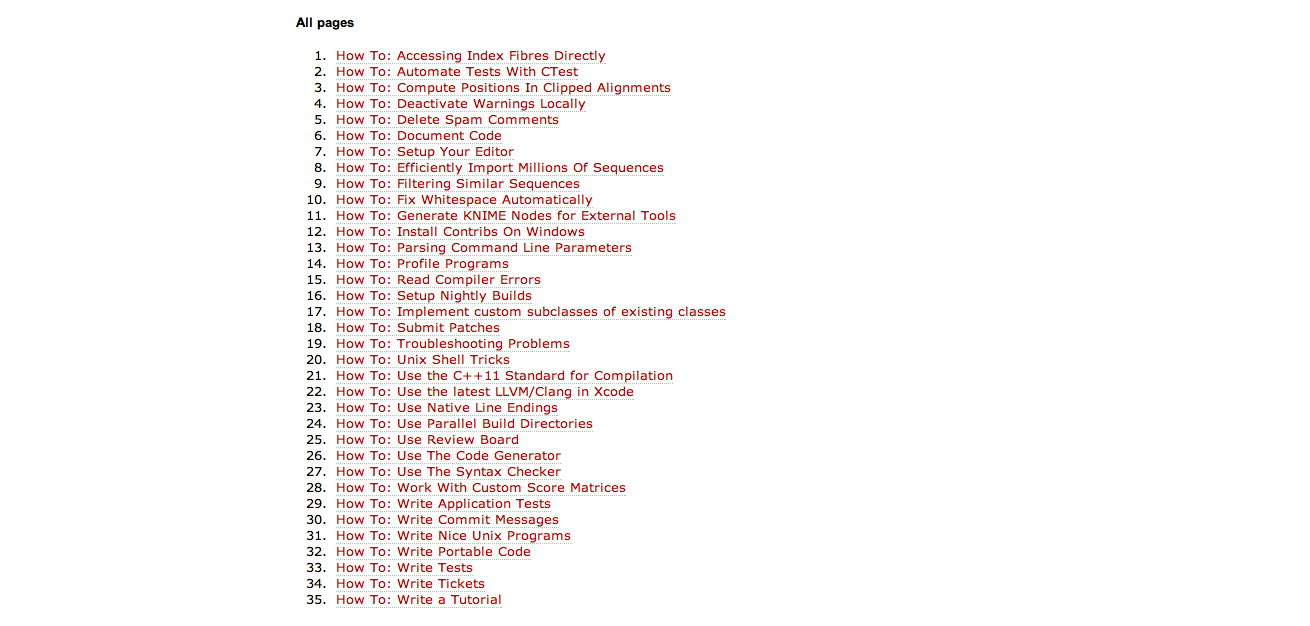 All pages
1. How To: Accessing Index Fibres Directly
2. How To: Automate Tests With CTest
3. How To: Compute Positions In Clipped Alignments
4. How To: Deactivate Warnings Locally
5. How To: Delete Spam Comments
6. How To: Document Code
7. How To: Setup Your Editor
8. How To: Efficiently Import Millions Of Sequences
9. How To: Filtering Similar Sequences
10. How To: Fix Whitespace Automatically
11. How To: Generate KNIME Nodes for External Tools
12. How To: Install Contribs On Windows
13. How To: Parsing Command Line Parameters
14. How To: Profile Programs
15. How To: Read Compiler Errors
16. How To: Setup Nightly Builds
17. How To: Implement custom subclasses of existing classes
18. How To: Submit Patches
19. How To: Troubleshooting Problems
20. How To: Unix Shell Tricks
21. How To: Use the C++11 Standard for Compilation
22. How To: Use the latest LLVM/Clang in Xcode
23. How To: Use Native Line Endings
24. How To: Use Parallel Build Directories
25. How To: Use Review Board
26. How To: Use The Code Generator
27. How To: Use The Syntax Checker
28. How To: Work With Custom Score Matrices
29. How To: Write Application Tests
30. How To: Write Commit Messages
31. How To: Write Nice Unix Programs
32. How To: Write Portable Code
33. How To: Write Tests
34. How To: Write Tickets
35. How To: Write a Tutorial